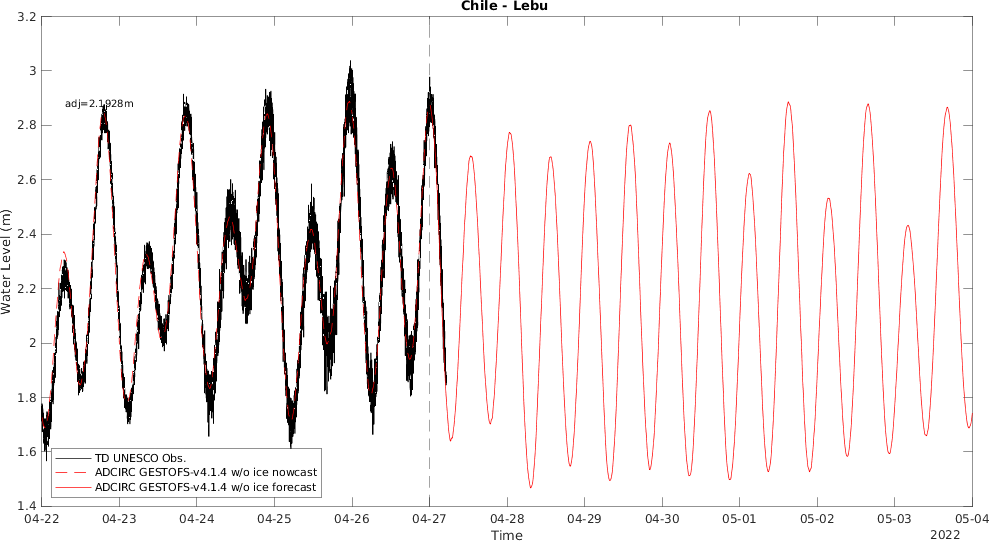 Chile - Lebu
3.2
3
2.8
2.6
2.4
2.2
2
1.8
1.6
1.4
Water Level (m)
adj=2.1928m
TD UNESCO Obs.
ADCIRC GESTOFS-v4.1.4 w/o ice nowcast
ADCIRC GESTOFS-v4.1.4 w/o ice forecast
04-22 04-23 04-24 04-25 04-26 04-27 04-28 04-29 04-30 05-01 05-02 05-03 05-04
Time
2022